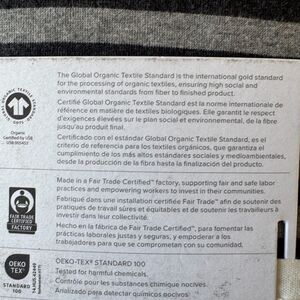 The Global Organic Textile Standard is the international gold standard
for the processing of organic textiles, ensuring high social and
environmental standards from fiber to finished product.
Certifié Global Organic Textile Standard est la norme internationale de
référence en matière de textiles biologiques. Elle garantit le respect
d'exigences élevées sur le plan social et environnemental, de la fibre
jusqu'au produit final.
Certificado con el estándar Global Organic Textile Standard, es el
criterio de referencia para los textiles orgánicos, que garantiza el
cumplimiento de los más altos estándares sociales y medioambientales,
desde la producción de la fibra hasta la finalización del producto.
Organic
Certified by USB
Made in a Fair Trade Certified™ factory, supporting fair and safe labor
practices and empowering workers to invest in their communities.
Fabriqué dans une installation certifiée Fair Trade™ afin de soutenir des
pratiques de travail sûres et équitables et de soutenir les travailleurs à
investir dans leur collectivité.
Hecho en la fábrica de Fair Trade Certified™, para fomentar las
prácticas laborales justas y seguras, y empoderar a los
trabajadores para que se comprometan con su comunidad.
FAIR TRADE
CERTIFIED
FACTORY
OEKO
TEX®
STANDARD
100
OEKO-TEX® STANDARD 100
Tested for harmful chemicals.
Contrôlé pour les substances chimiques nocives
Analizado para detectar químicos nocivos